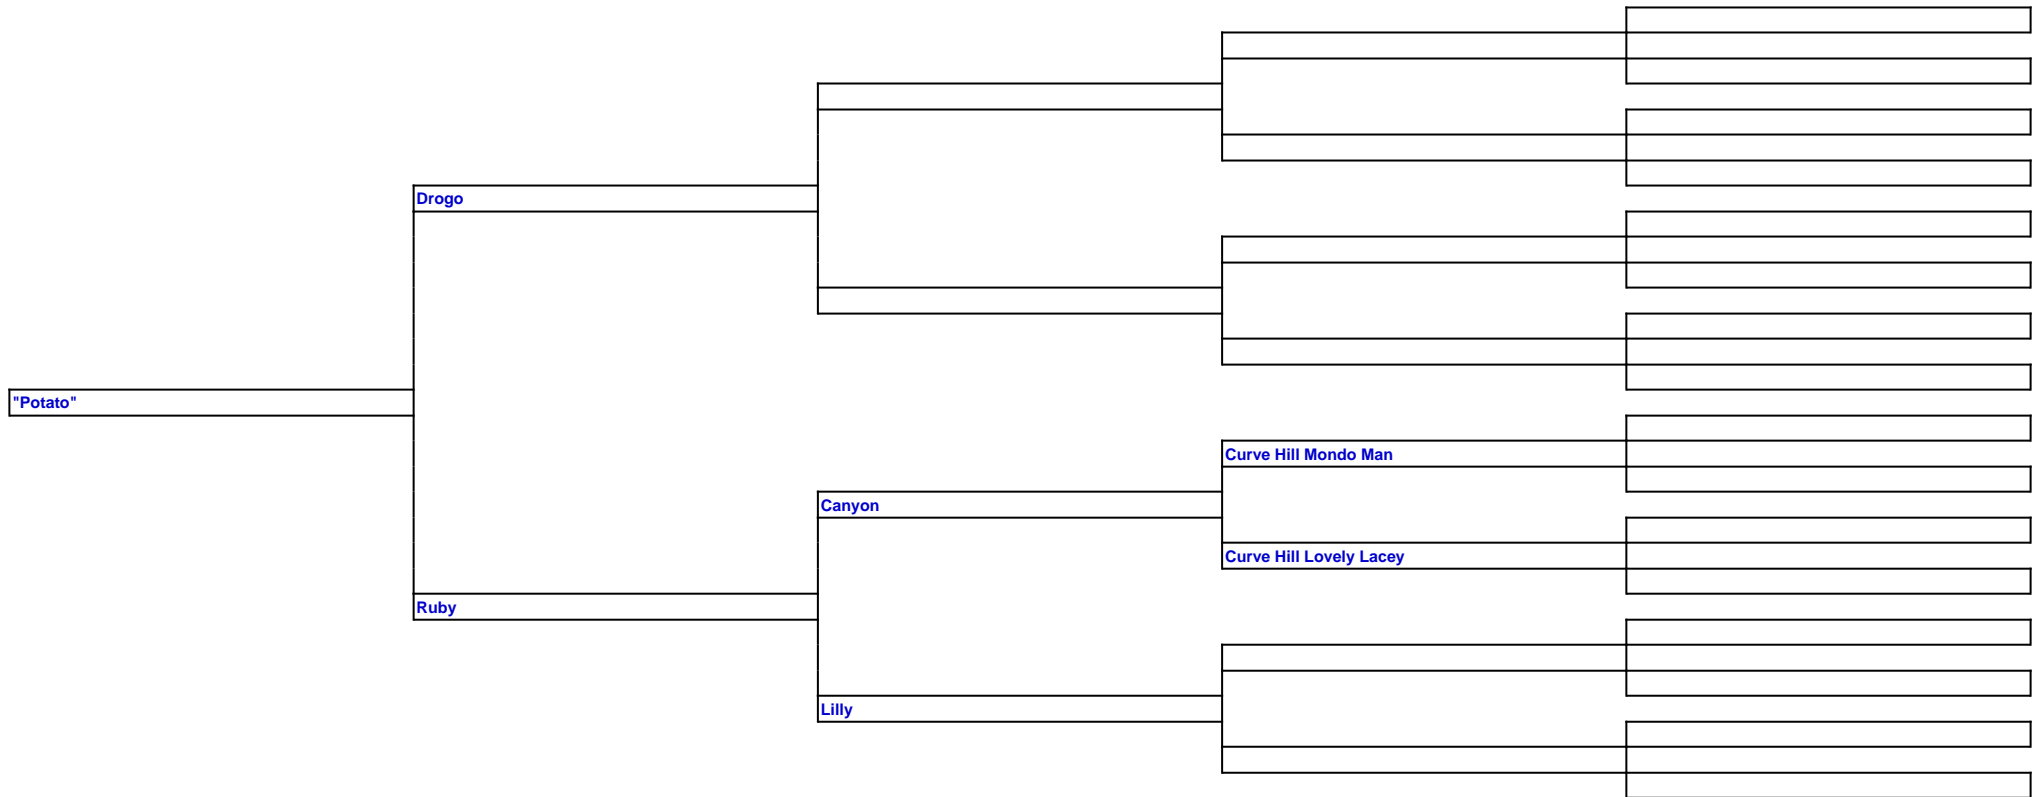 Drogo
"Potato"
Curve Hill Mondo Man
Canyon
Curve Hill Lovely Lacey
Ruby
Lilly